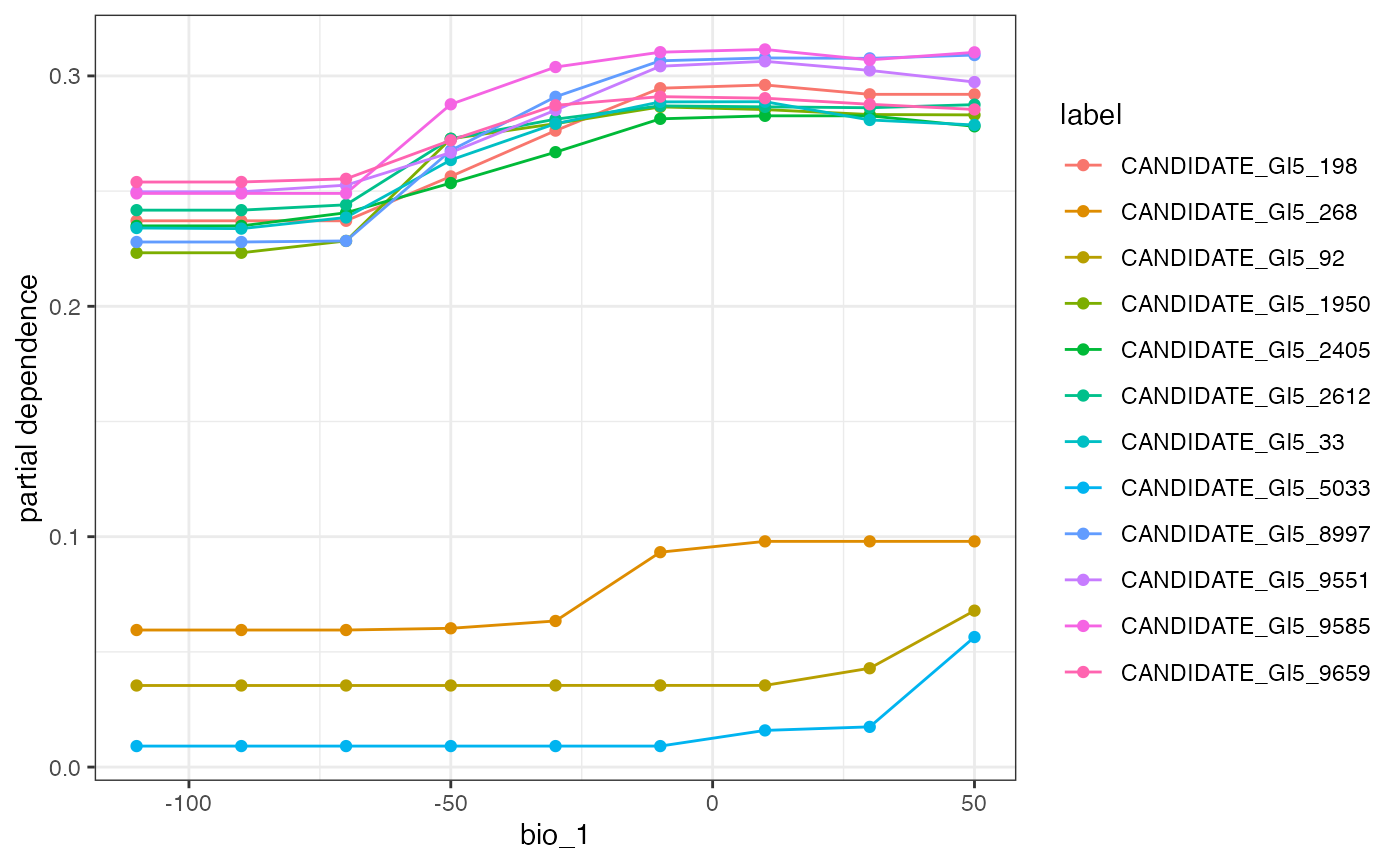 0.3
0.2
0.1
0.0
partial dependence
-100
-50
0
50
bio_1
label
CANDIDATE_GI5_198
CANDIDATE_GI5_268
CANDIDATE_GI5_92
CANDIDATE_GI5_1950
CANDIDATE_GI5_2405
CANDIDATE_GI5_2612
CANDIDATE_GI5_33
CANDIDATE_GI5_5033
CANDIDATE_GI5_8997
CANDIDATE_GI5_9551
CANDIDATE_GI5_9585
CANDIDATE_GI5_9659